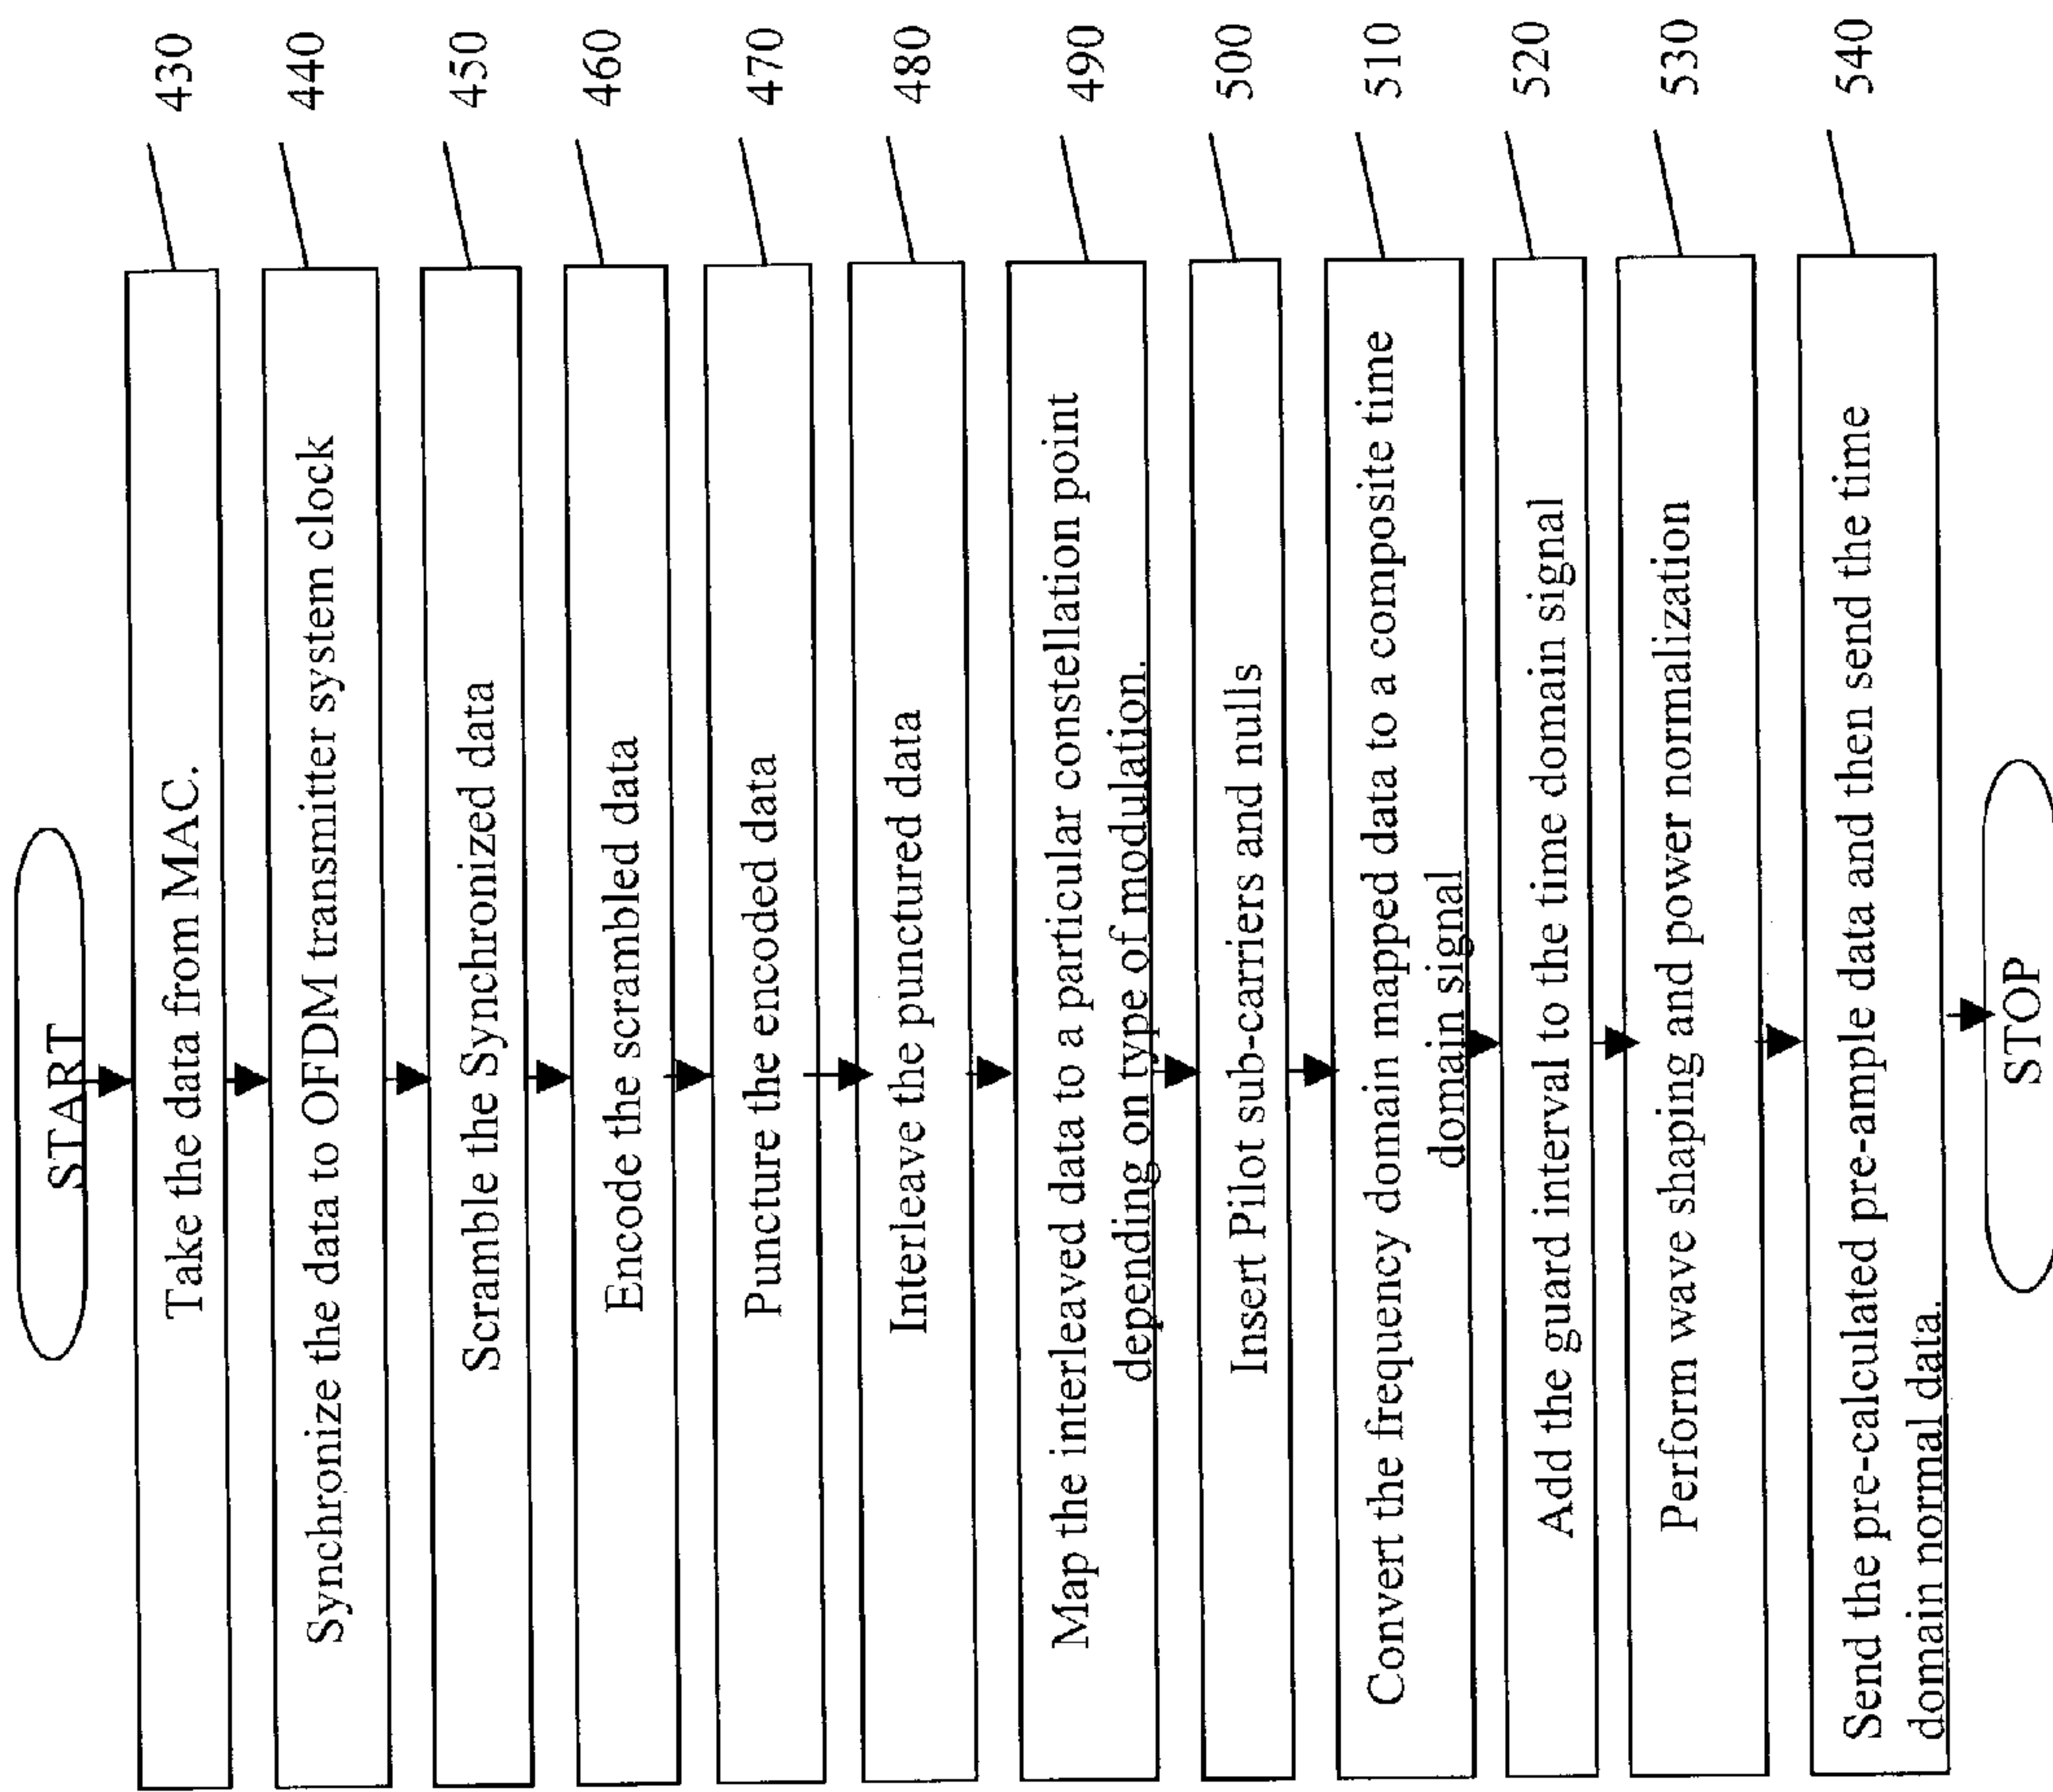 START
Take the data from MAC.
430
Synchronize the data to OFDM transmitter system clock
440
Scramble the Synchronized data
450
Encode the scrambled data
460
Puncture the encoded data
470
Interleave the punctured data
480
Map the interleaved data to a particular constellation point
depending on type of modulation.
490
Insert Pilot sub-carriers and nulls
500
Convert the frequency domain mapped data to a composite time
domain signal
510
Add the guard interval to the time domain signal
520
Perform wave shaping and power normalization
530
Send the pre-calculated pre-ample data and then send the time
domain normal data.
540
STOP